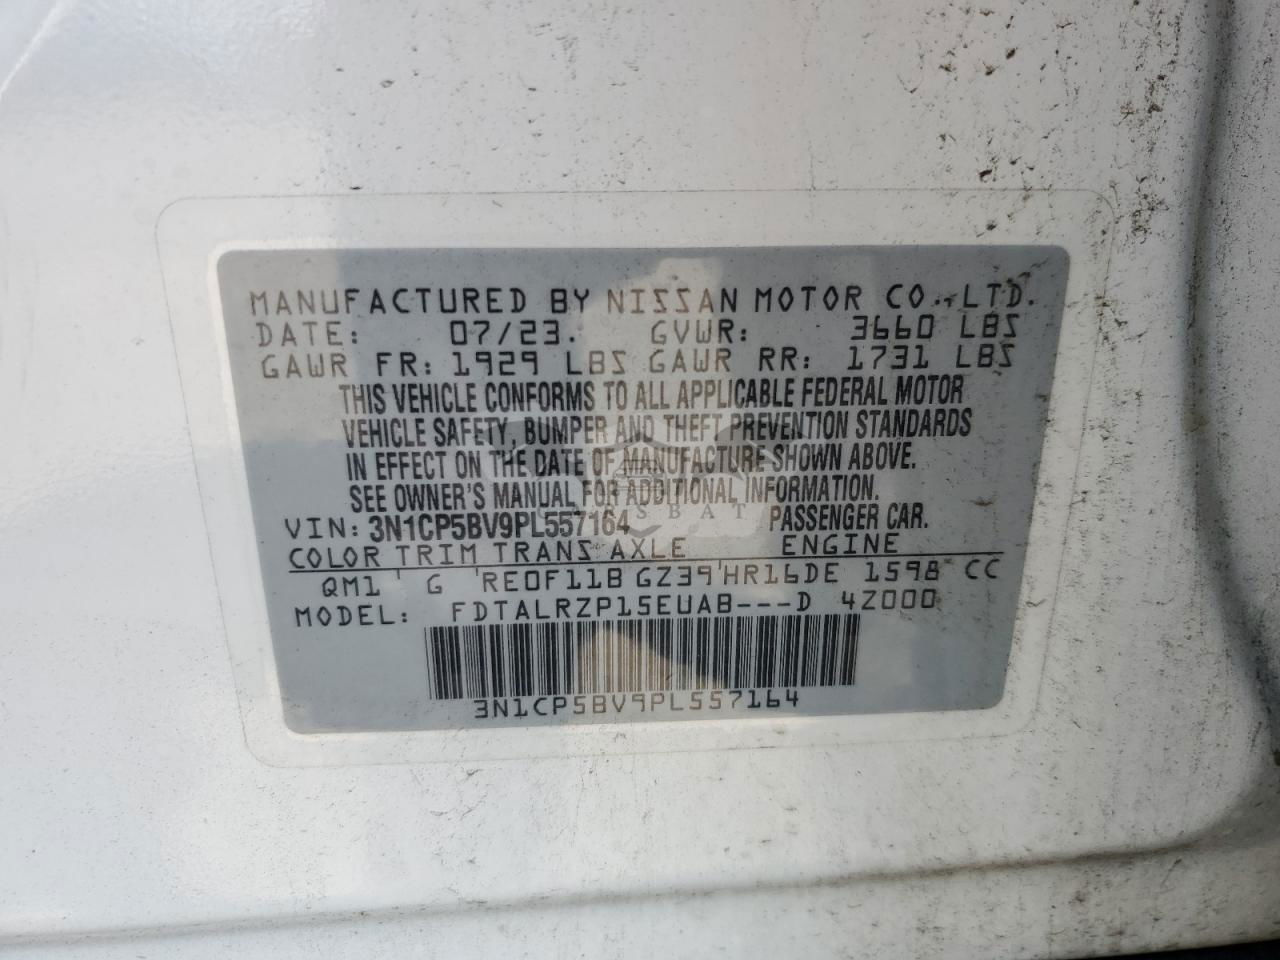 MANUFACTURED BY NISSAN MOTOR CO., LTD.
DATE: 07/23. GVWR: 3660 LBS
GAWR FR: 1929 LBS GAWR RR: 1731 LBS
THIS VEHICLE CONFORMS TO ALL APPLICABLE FEDERAL MOTOR
VEHICLE SAFETY, BUMPER AND THEFT PREVENTION STANDARDS
IN EFFECT ON THE DATE OF MANUFACTURE SHOWN ABOVE.
SEE OWNER'S MANUAL FOR ADDITIONAL INFORMATION.
VIN: 3N1CP5BV9PL557164 PASSENGER CAR.
COLOR TRIM TRANS AXLE ENGINE
QM1 G RE0F11B GZ39 HR16DE 1598 CC
MODEL: FDTALRZP15EUAB---D 4Z000
3N1CP5BV9PL557164